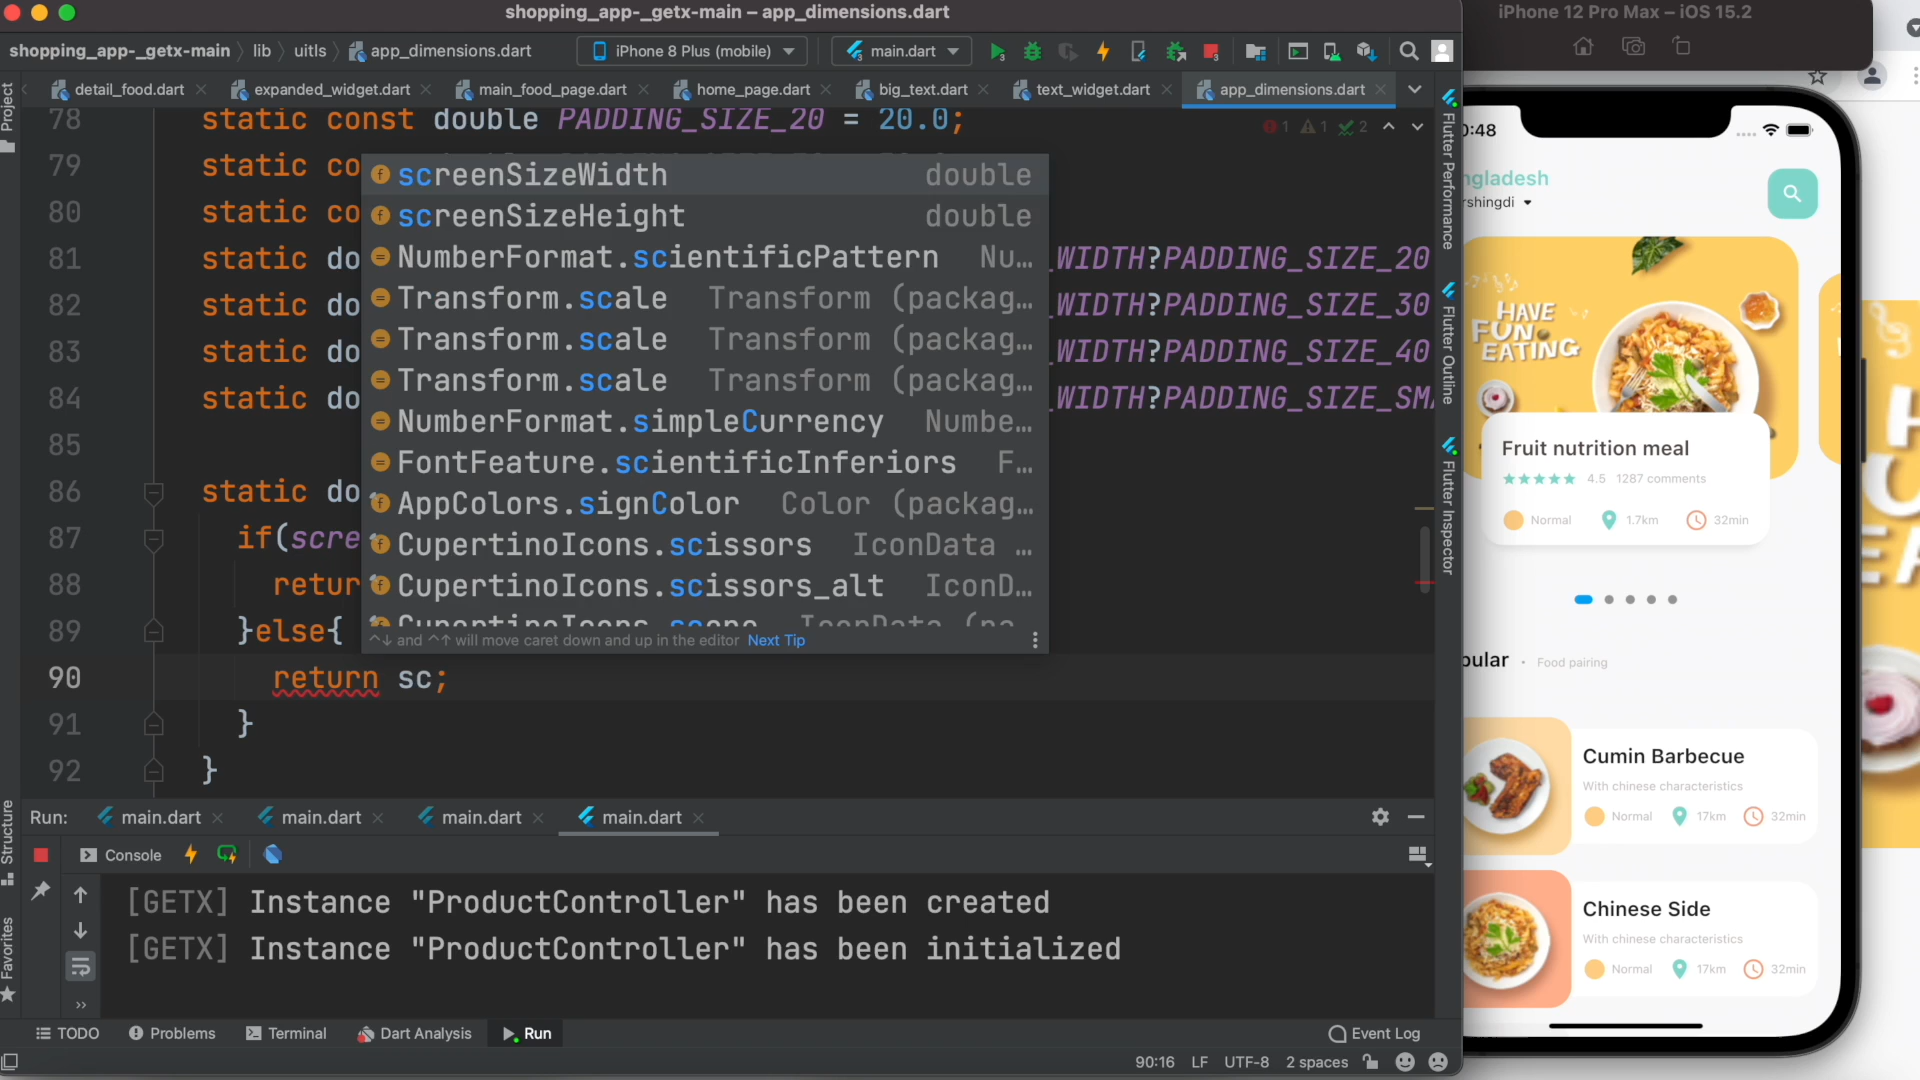 shopping_app-_getx-main – app_dimensions.dart
shopping_app-_getx-main
lib
uitls
app_dimensions.dart
iPhone 8 Plus (mobile)
main.dart
Project
detail_food.dart
expanded_widget.dart
main_food_page.dart
home_page.dart
big_text.dart
text_widget.dart
app_dimensions.dart
78 static const double PADDING_SIZE_20 = 20.0;
1 1 2
79 static co
80 static co
81 static do _WIDTH?PADDING_SIZE_20
82 static do _WIDTH?PADDING_SIZE_30
83 static do _WIDTH?PADDING_SIZE_40
84 static do _WIDTH?PADDING_SIZE_SM
85
86 static do
87 if(scre
88 retur
89 }else{
90 return sc;
91 }
92 }
screenSizeWidth double
screenSizeHeight double
NumberFormat.scientificPattern Nu…
Transform.scale Transform (packag…
Transform.scale Transform (packag…
Transform.scale Transform (packag…
NumberFormat.simpleCurrency Numbe…
FontFeature.scientificInferiors F…
AppColors.signColor Color (packag…
CupertinoIcons.scissors IconData …
CupertinoIcons.scissors_alt IconD…
^↓ and ^↑ will move caret down and up in the editor Next Tip
Flutter Performance
Flutter Outline
Flutter Inspector
Structure
Favorites
Run:
main.dart
main.dart
main.dart
main.dart
Console
[GETX] Instance "ProductController" has been created
[GETX] Instance "ProductController" has been initialized
TODO
Problems
Terminal
Dart Analysis
Run
Event Log
90:16 LF UTF-8 2 spaces
iPhone 12 Pro Max – iOS 15.2
0:48
ngladesh
rshingdi
HAVE
FUN
EATING
Fruit nutrition meal
4.5 1287 comments
Normal 1.7km 32min
pular · Food pairing
Cumin Barbecue
With chinese characteristics
Normal 17km 32min
Chinese Side
With chinese characteristics
Normal 17km 32min